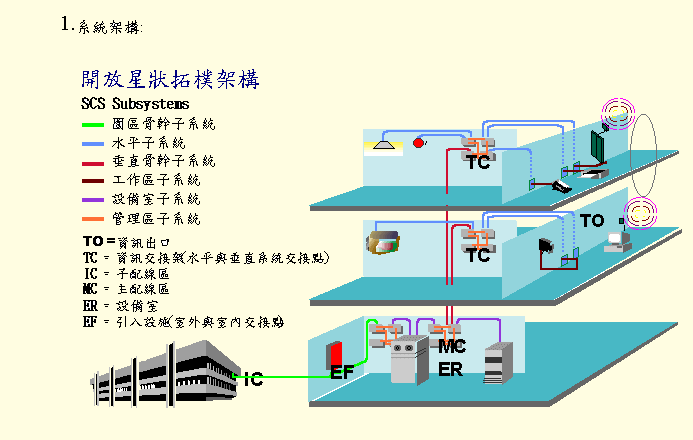 1.系統架構:
開放星狀拓樸架構
SCS Subsystems
園區骨幹子系統
水平子系統
垂直骨幹子系統
工作區子系統
設備室子系統
管理區子系統
TO = 資訊出口
TC = 資訊交換
(水平與垂直系統交接點)
IC = 子配線區
MC = 主配線區
ER = 設備室
EF = 引入設施(室外與室內交接點
TC
TO
TC
MC
ER
EF
IC